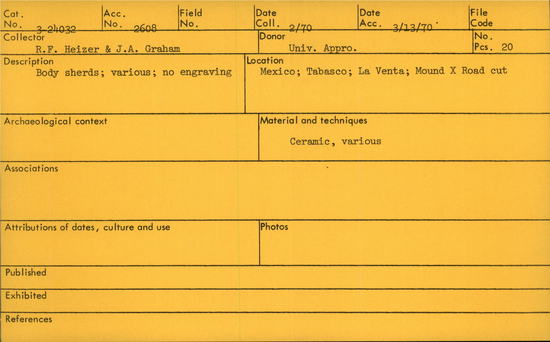 Cat. No. 3-24032 Acc. No. 2608 Field No. Date Coll. 2/70 Date Acc. 3/13/70 File Code
Collector R.F. Heizer & J.A. Graham Donor Univ. Appro. No. Pcs. 20
Description Location
Body sherds; various; no engraving Mexico; Tabasco; La Venta; Mound X Road cut
Archaeological context Material and techniques
Ceramic, various
Associations
Attributions of dates, culture and use Photos
Published
Exhibited
References